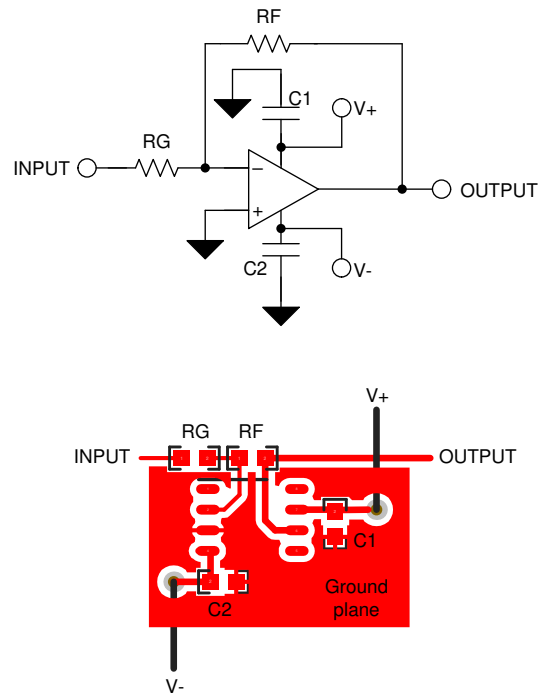 RF
C1
V+
RG
INPUT
−
+
OUTPUT
C2
V-
V+
RG
RF
INPUT
OUTPUT
C1
Ground
plane
C2
V-